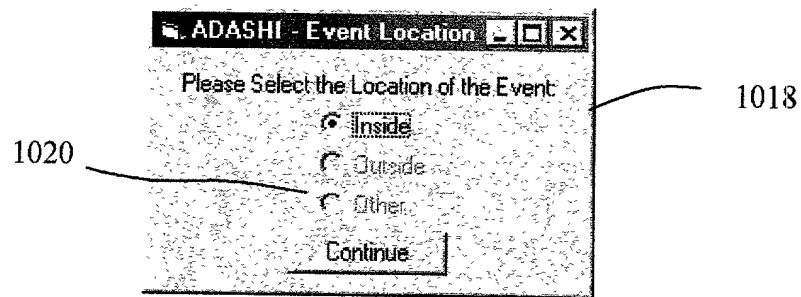 ADASHI - Event Location
Please Select the Location of the Event:
1018
Inside
1020
Outside
Other
Continue